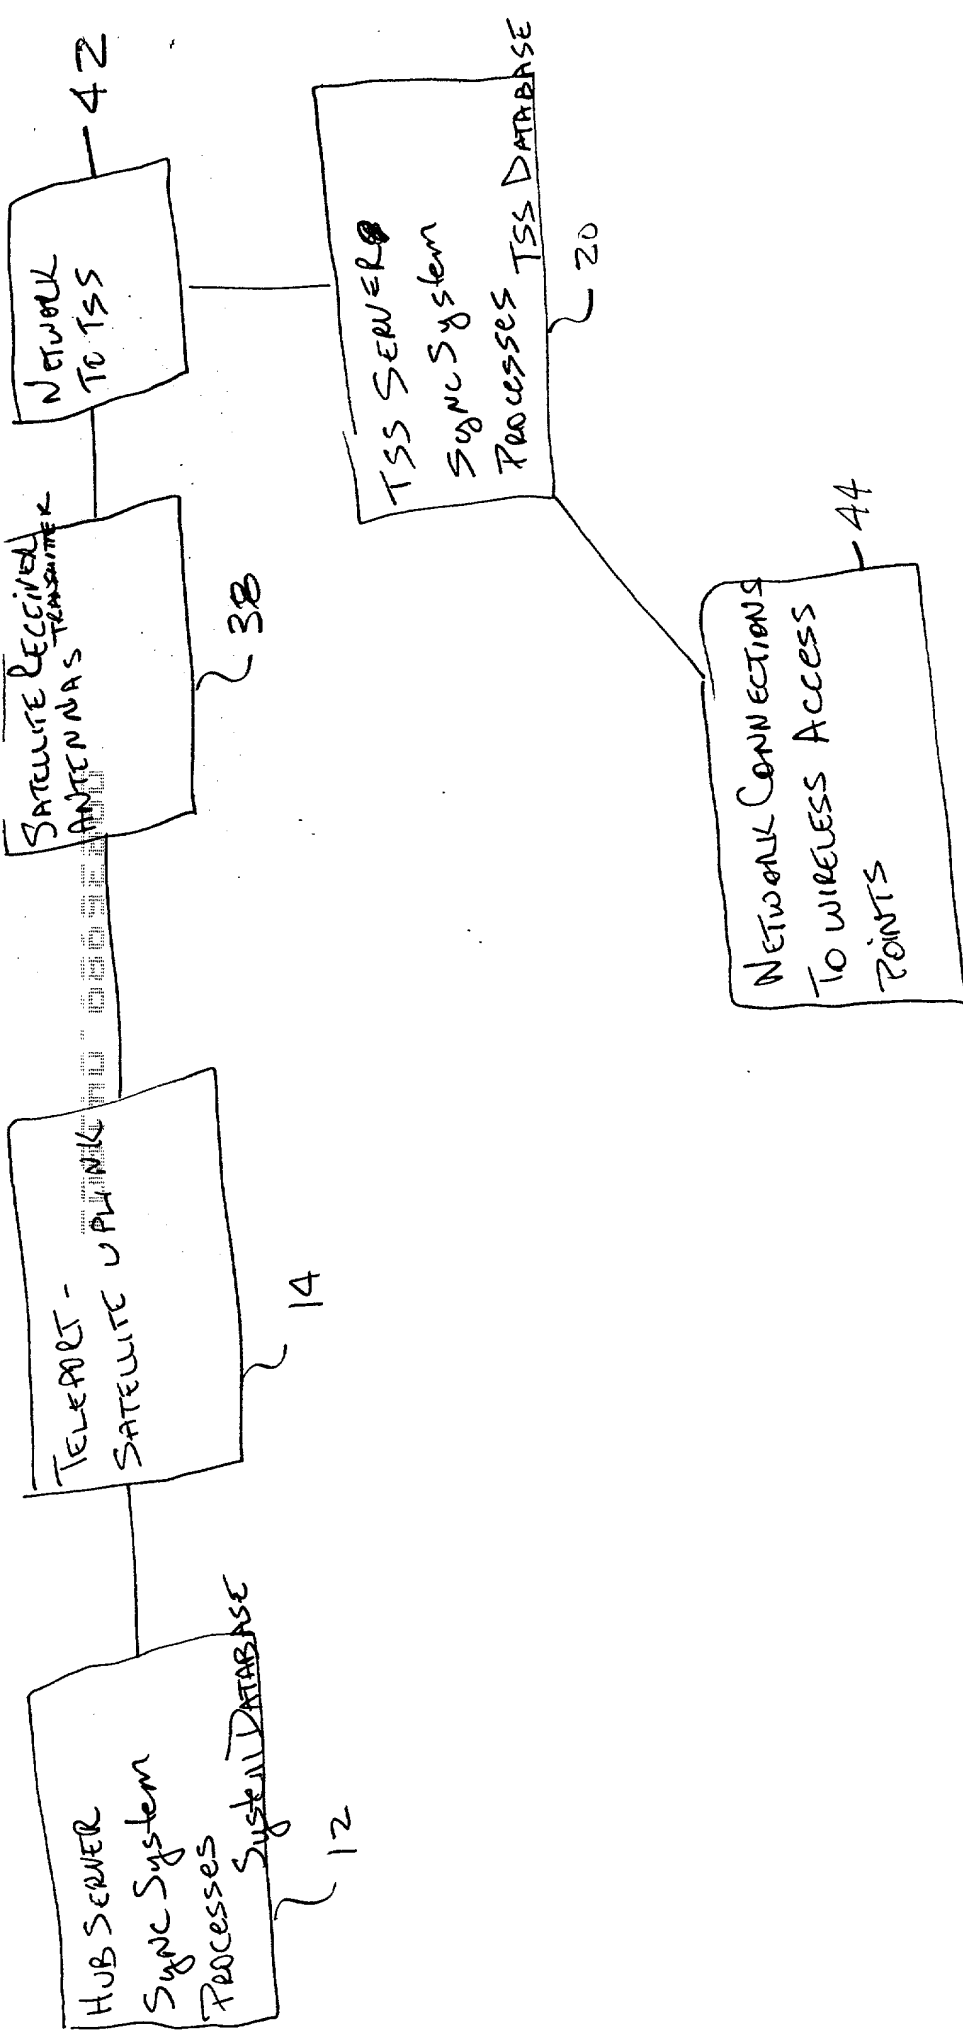 HUB SERVER
Sync System
Processes
System Database
12
TELEPORT -
SATELLITE UPLINK
14
SATELLITE RECEIVER
TRANSMITTER
ANTENNAS
38
NETWORK
TO TSS
42
TSS SERVER
Sync System
Processes
TSS DATABASE
20
NETWORK CONNECTIONS
TO WIRELESS ACCESS
POINTS
44